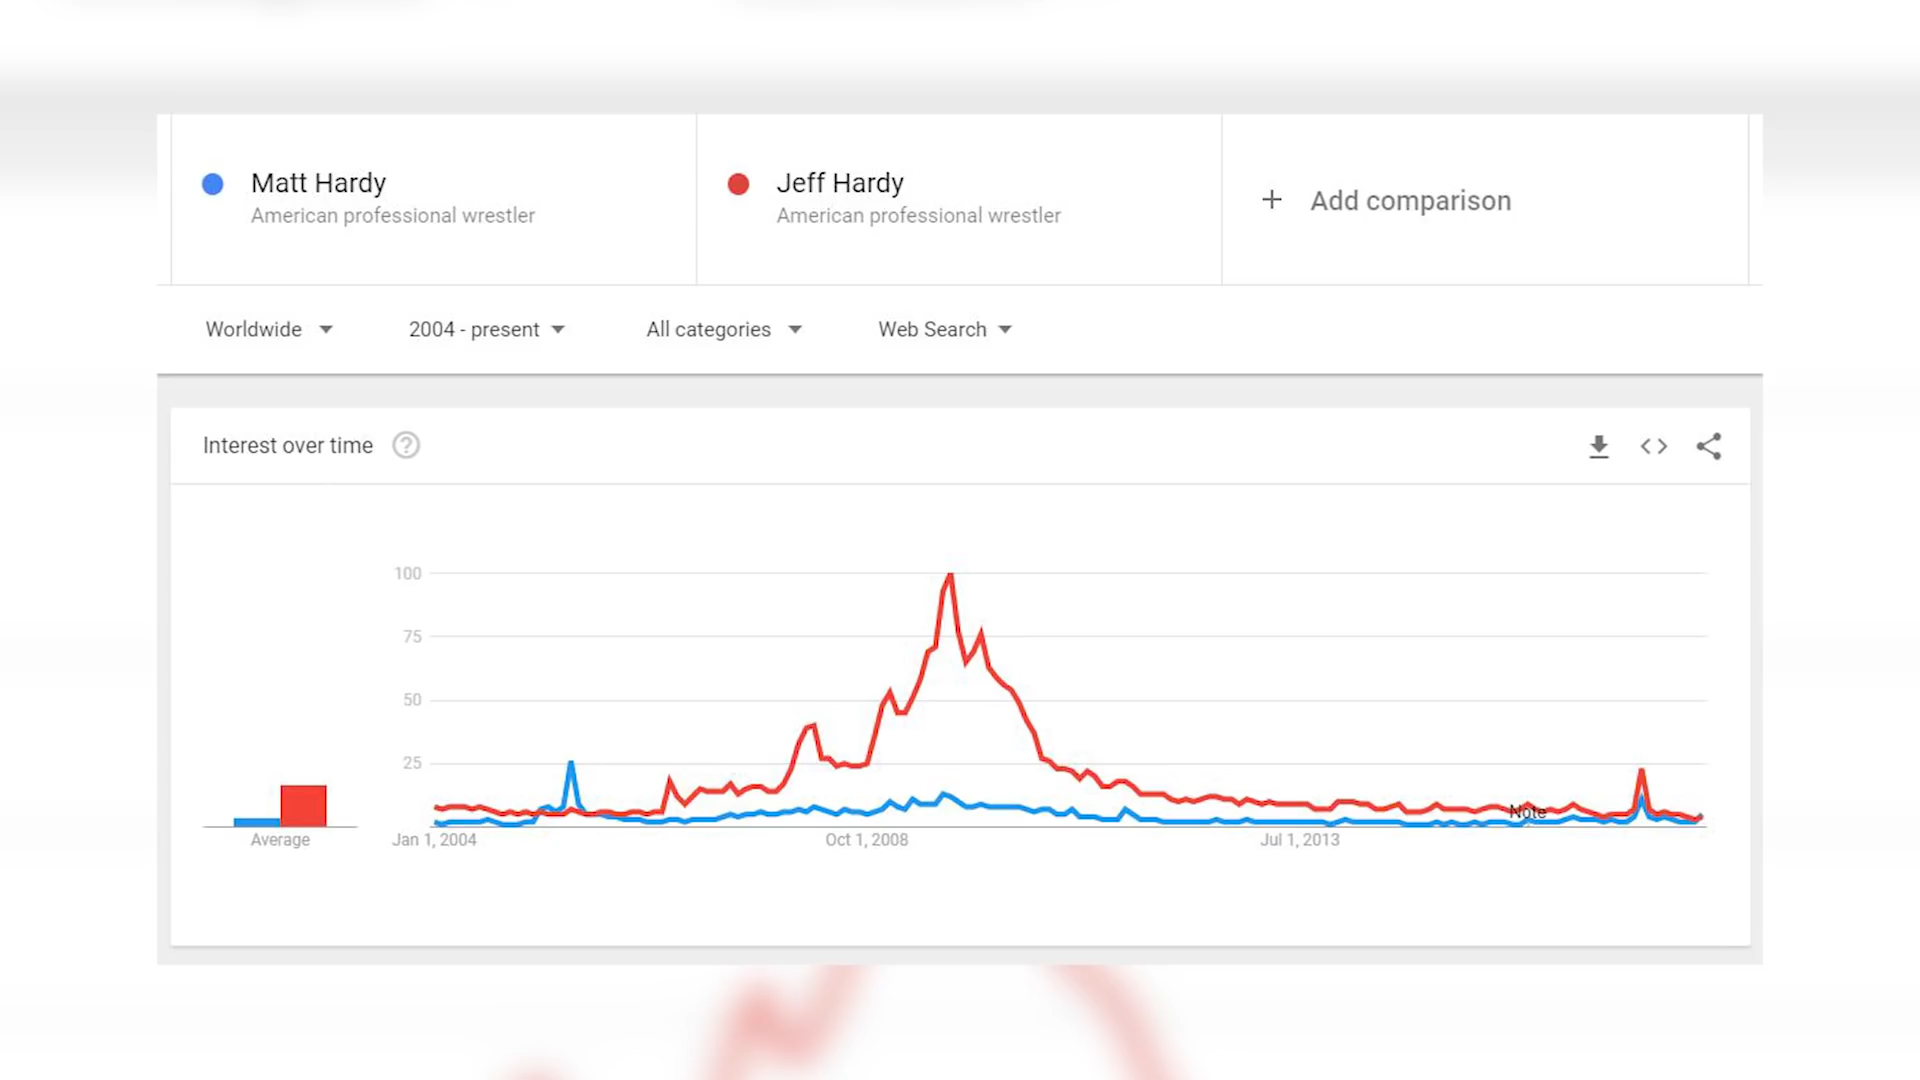 Matt Hardy
American professional wrestler
Jeff Hardy
American professional wrestler
+ Add comparison
Worldwide
2004 - present
All categories
Web Search
Interest over time ?
100
75
50
25
Note
Average
Jan 1, 2004
Oct 1, 2008
Jul 1, 2013